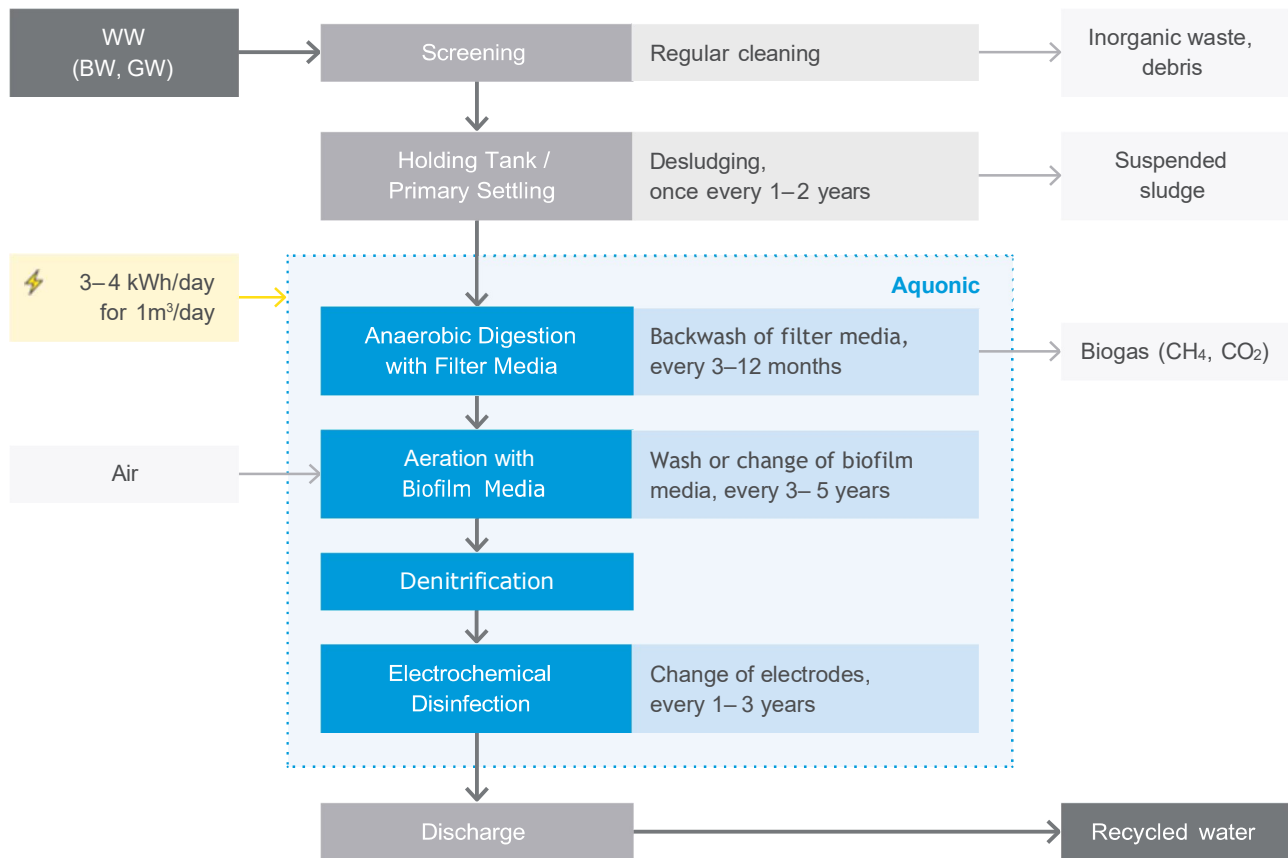 WW
(BW, GW)
Screening
Regular cleaning
Inorganic waste,
debris
Holding Tank /
Primary Settling
Desludging,
once every 1–2 years
Suspended
sludge
3–4 kWh/day
for 1m³/day
Aquonic
Anaerobic Digestion
with Filter Media
Backwash of filter media,
every 3–12 months
Biogas (CH₄, CO₂)
Air
Aeration with
Biofilm Media
Wash or change of biofilm
media, every 3–5 years
Denitrification
Electrochemical
Disinfection
Change of electrodes,
every 1–3 years
Discharge
Recycled water